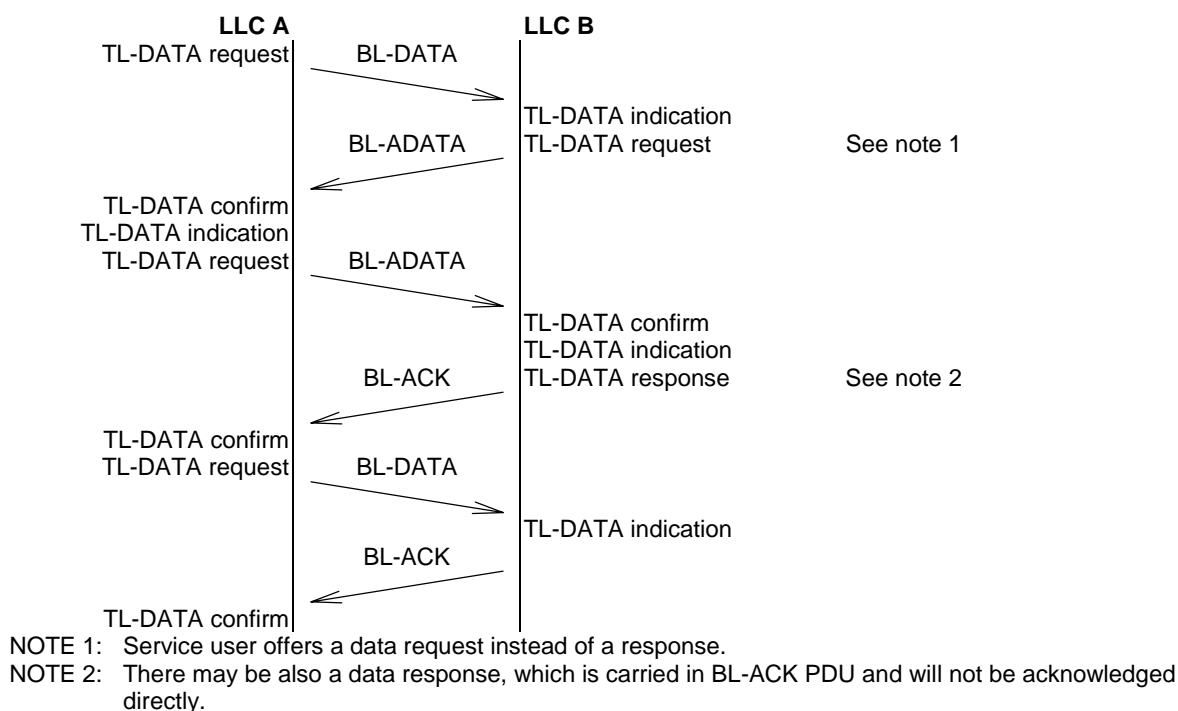 LLC A LLC B
TL-DATA request BL-DATA
TL-DATA indication
BL-ADATA TL-DATA request See note 1
TL-DATA confirm
TL-DATA indication
TL-DATA request BL-ADATA
TL-DATA confirm
TL-DATA indication
BL-ACK TL-DATA response See note 2
TL-DATA confirm
TL-DATA request BL-DATA
TL-DATA indication
BL-ACK
TL-DATA confirm
NOTE 1: Service user offers a data request instead of a response.
NOTE 2: There may be also a data response, which is carried in BL-ACK PDU and will not be acknowledged
directly.